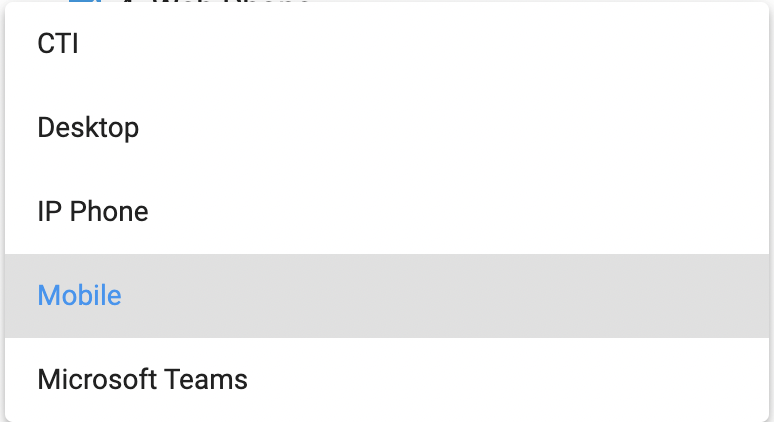 CTI
Desktop
IP Phone
Mobile
Microsoft Teams